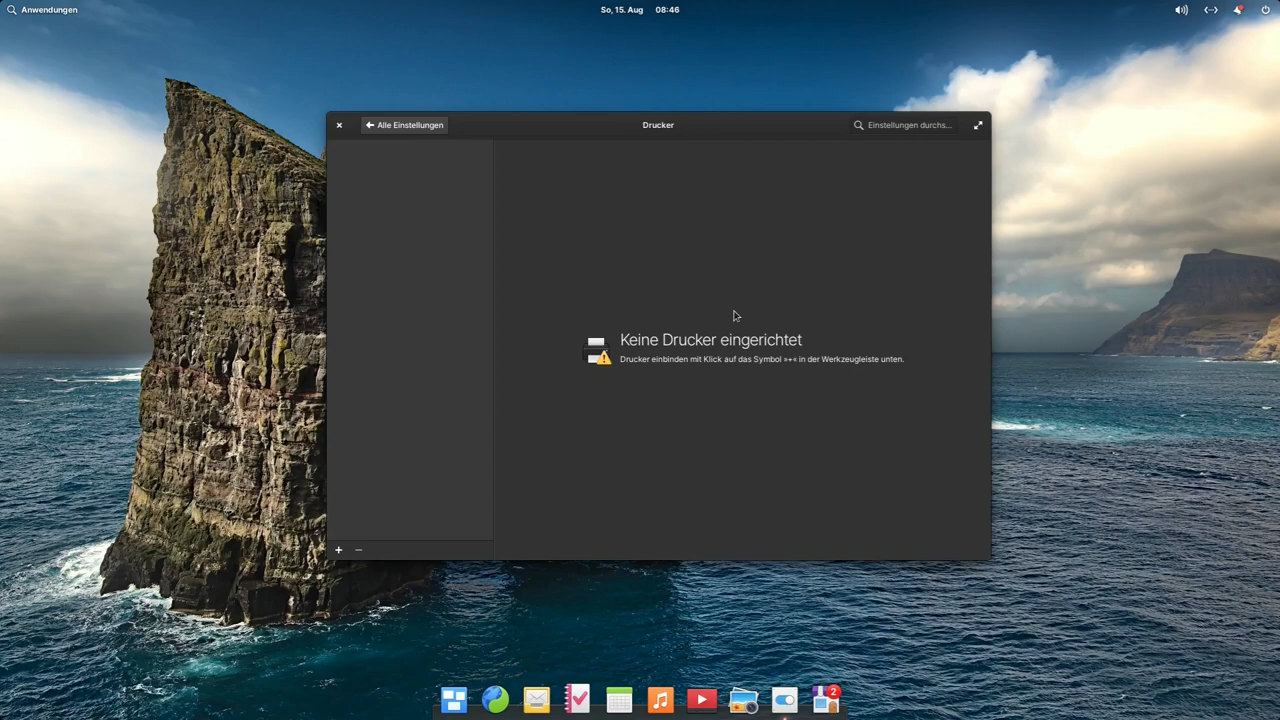 Anwendungen
So, 15. Aug 08:46
Alle Einstellungen
Drucker
Einstellungen durchs...
Keine Drucker eingerichtet
Drucker einbinden mit Klick auf das Symbol »+« in der Werkzeugleiste unten.
2